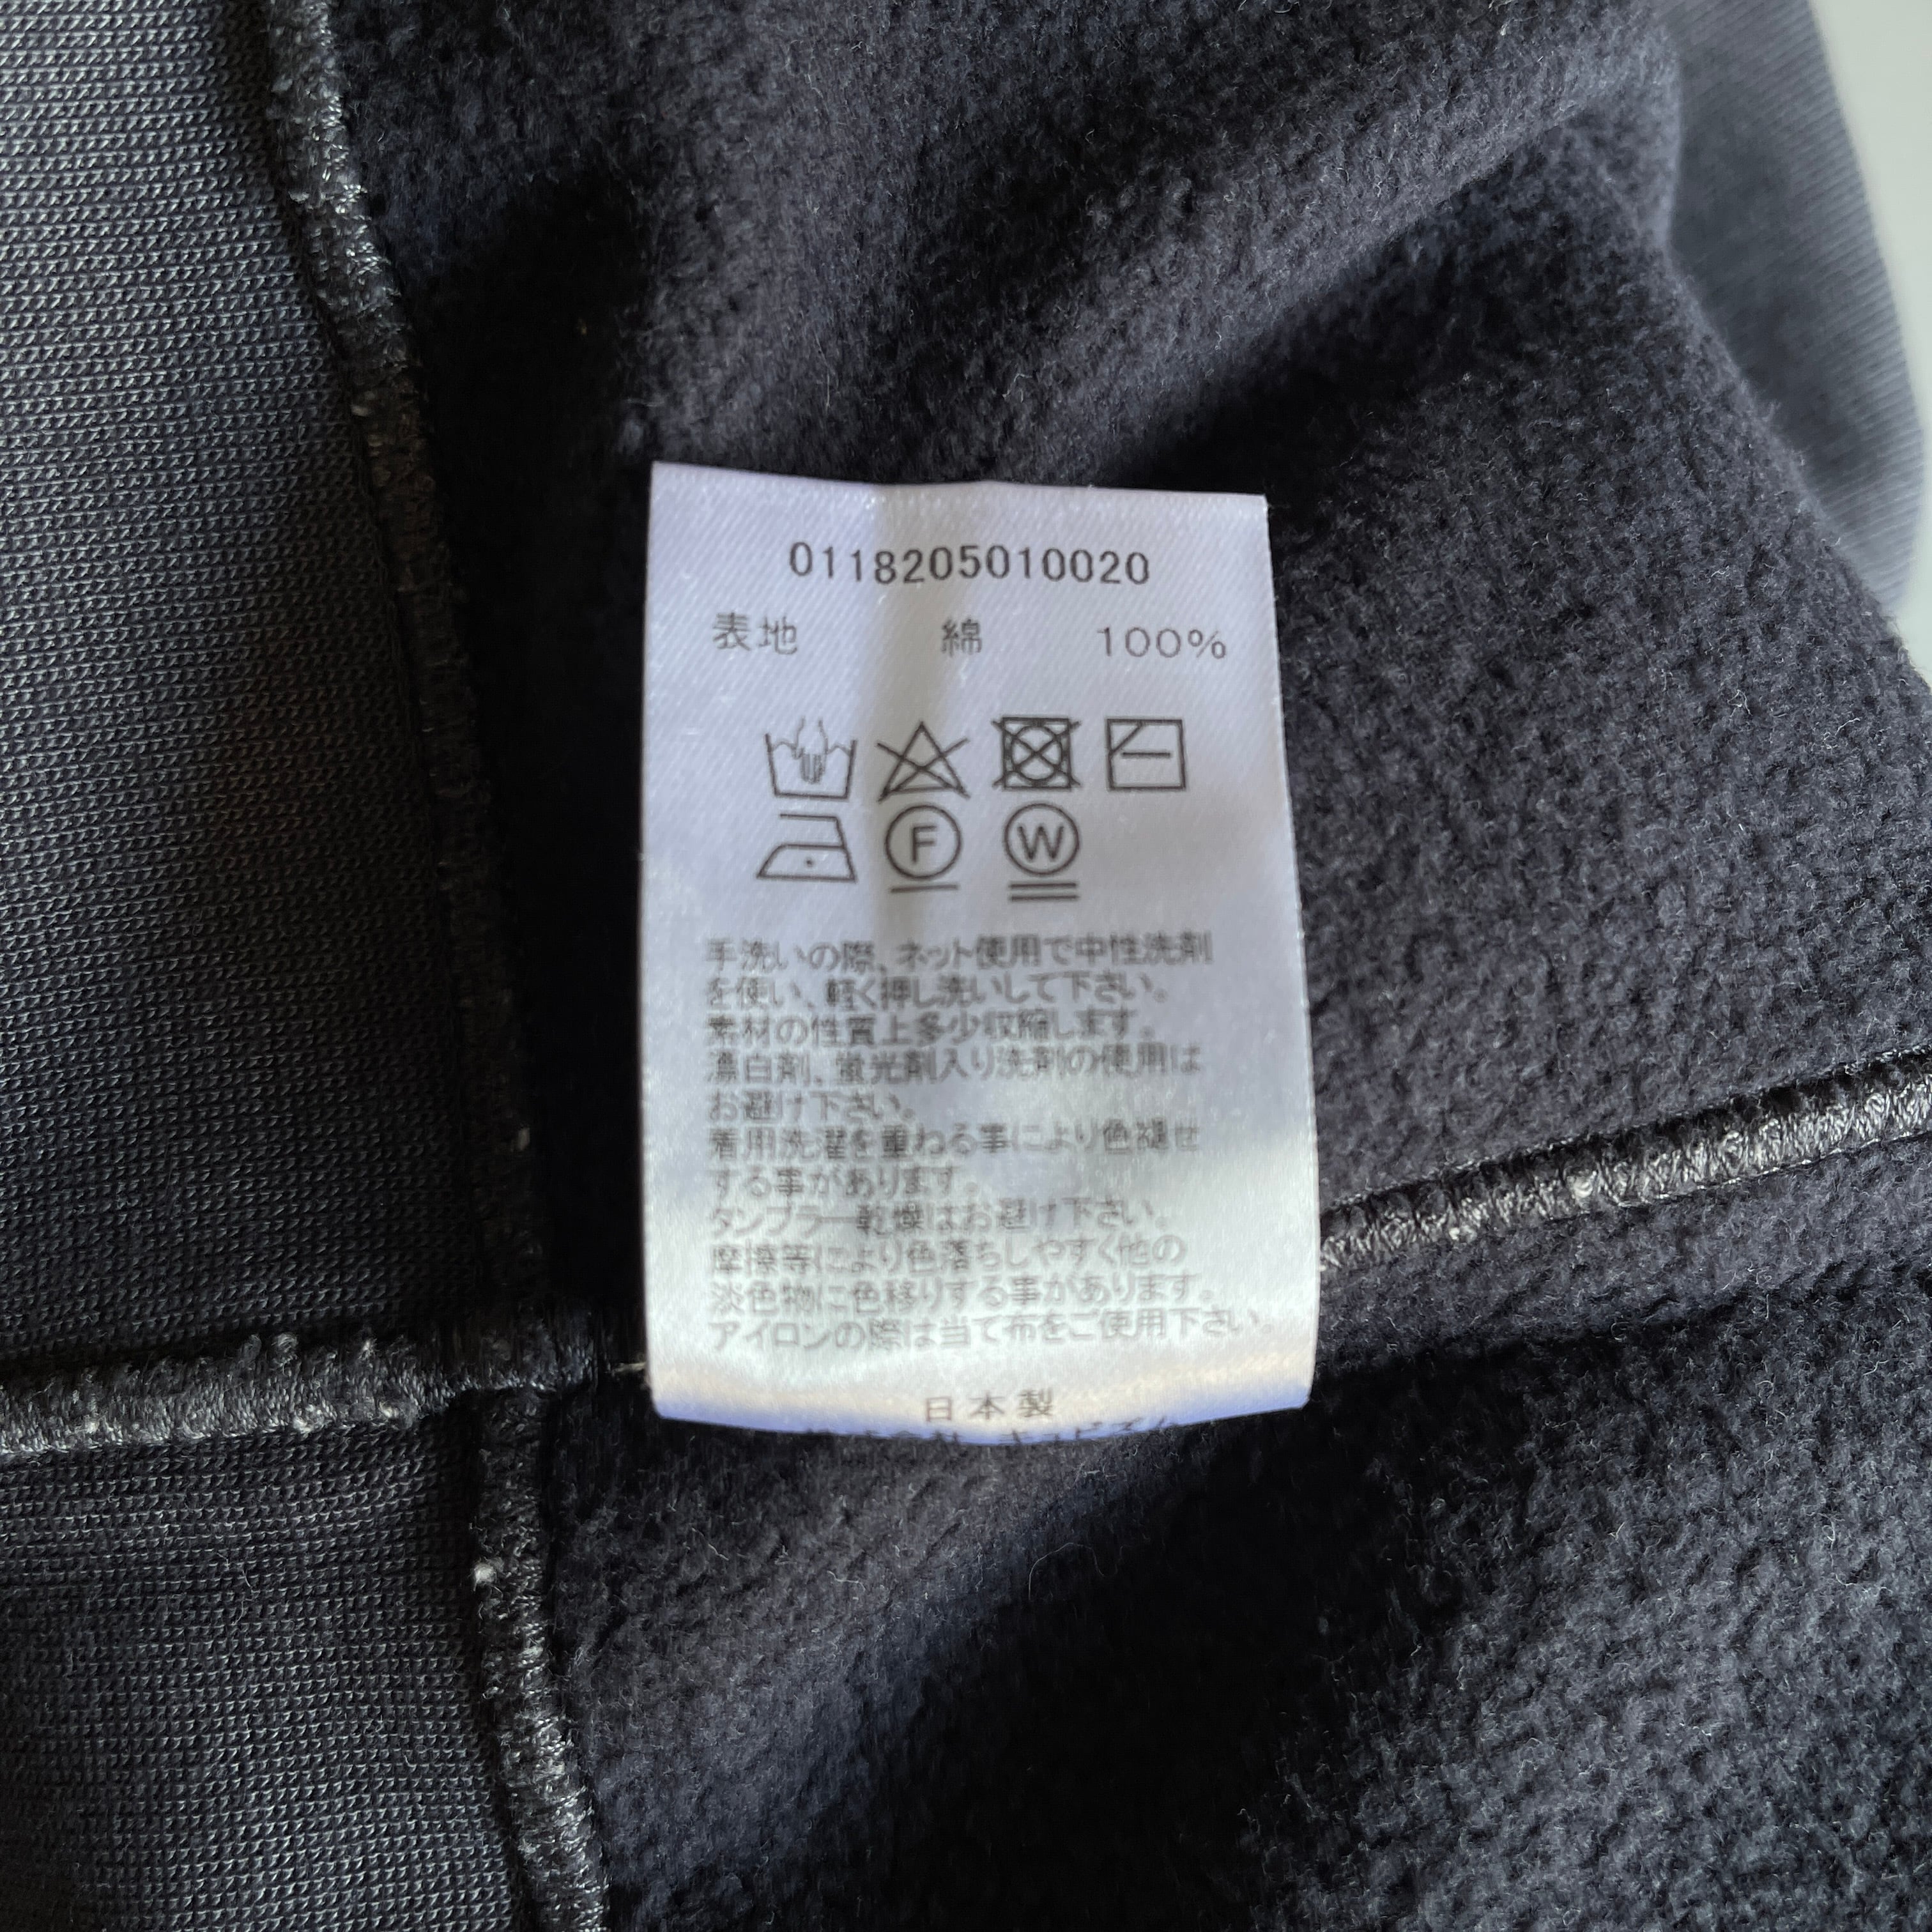 0118205010020
表地 綿 100%
F W
手洗いの際、ネット使用で中性洗剤
を使い、軽く押し洗いして下さい。
素材の性質上多少収縮します。
漂白剤、蛍光剤入り洗剤の使用は
お避け下さい。
着用洗濯を重ねる事により色褪せ
する事があります。
タンブラー乾燥はお避け下さい。
摩擦等により色落ちしやすく他の
淡色物に色移りする事があります。
アイロンの際は当て布をご使用下さい。
日本製